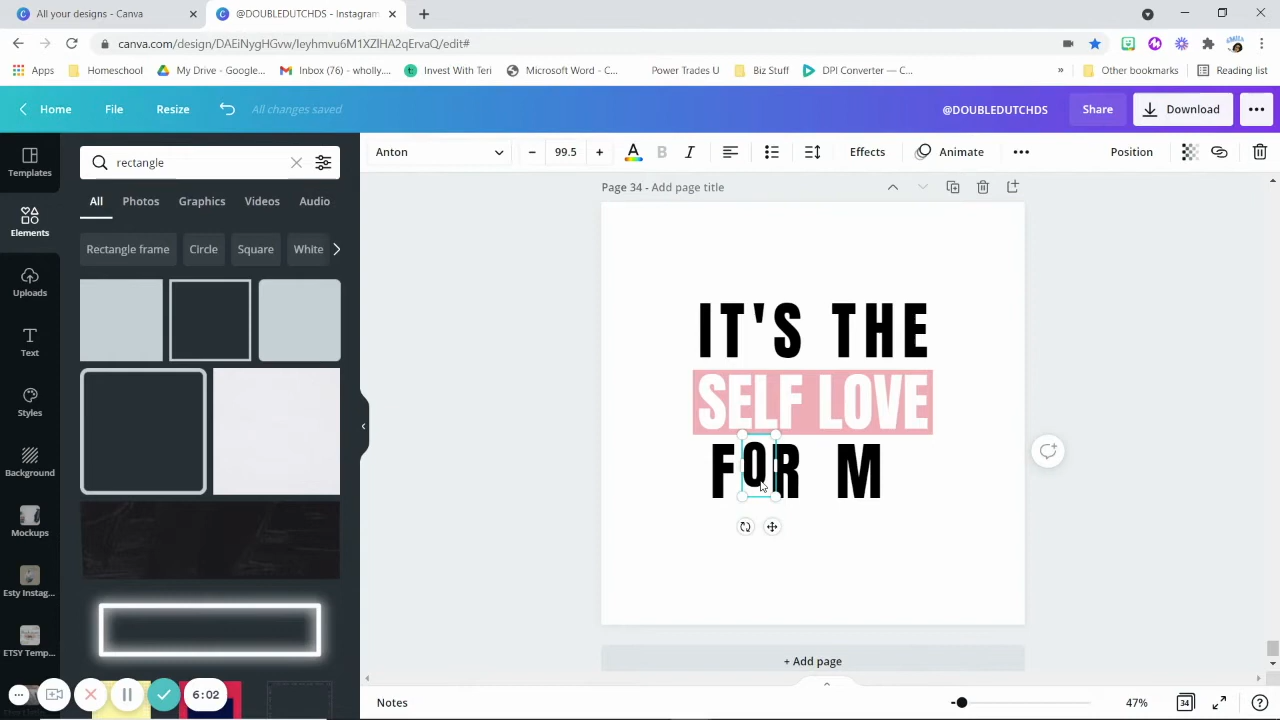 All your designs - Canva
@DOUBLEDUTCHDS - Instagram
canva.com/design/DAEiNygHGvw/leyhmvu6M1XZlHA2qErvaQ/edit#
Apps
Homeschool
My Drive - Google...
Inbox (76) - wholly....
Invest With Teri
Microsoft Word - C...
Power Trades U
Biz Stuff
DPI Converter — C...
»
Other bookmarks
Reading list
Home
File
Resize
All changes saved
@DOUBLEDUTCHDS
Share
Download
Templates
Elements
Uploads
Text
Styles
Background
Mockups
Esty Instag...
ETSY Temp...
rectangle
All
Photos
Graphics
Videos
Audio
Rectangle frame
Circle
Square
White
6:02
Anton
- 99.5 +
A
B
I
Effects
Animate
Position
Page 34 - Add page title
IT'S THE
SELF LOVE
FOR M
+ Add page
Notes
47%
34